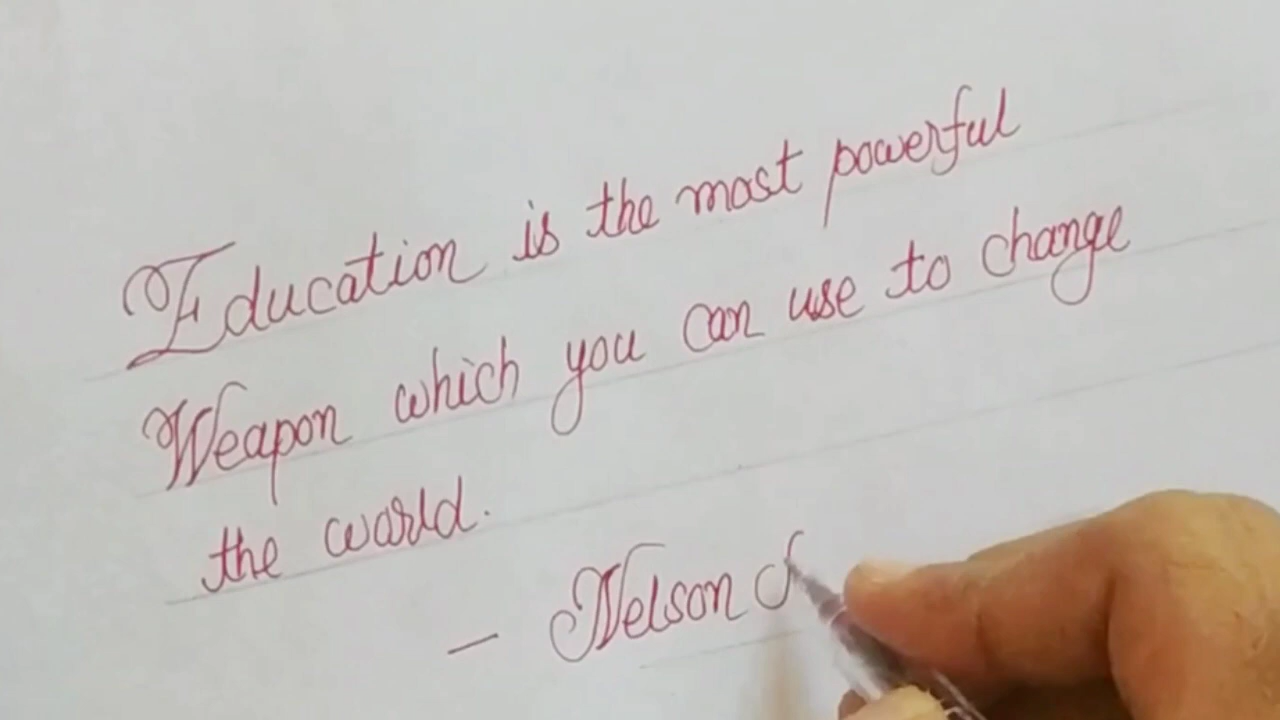 Education is the most powerful
Weapon which you can use to change
the world.
- Nelson